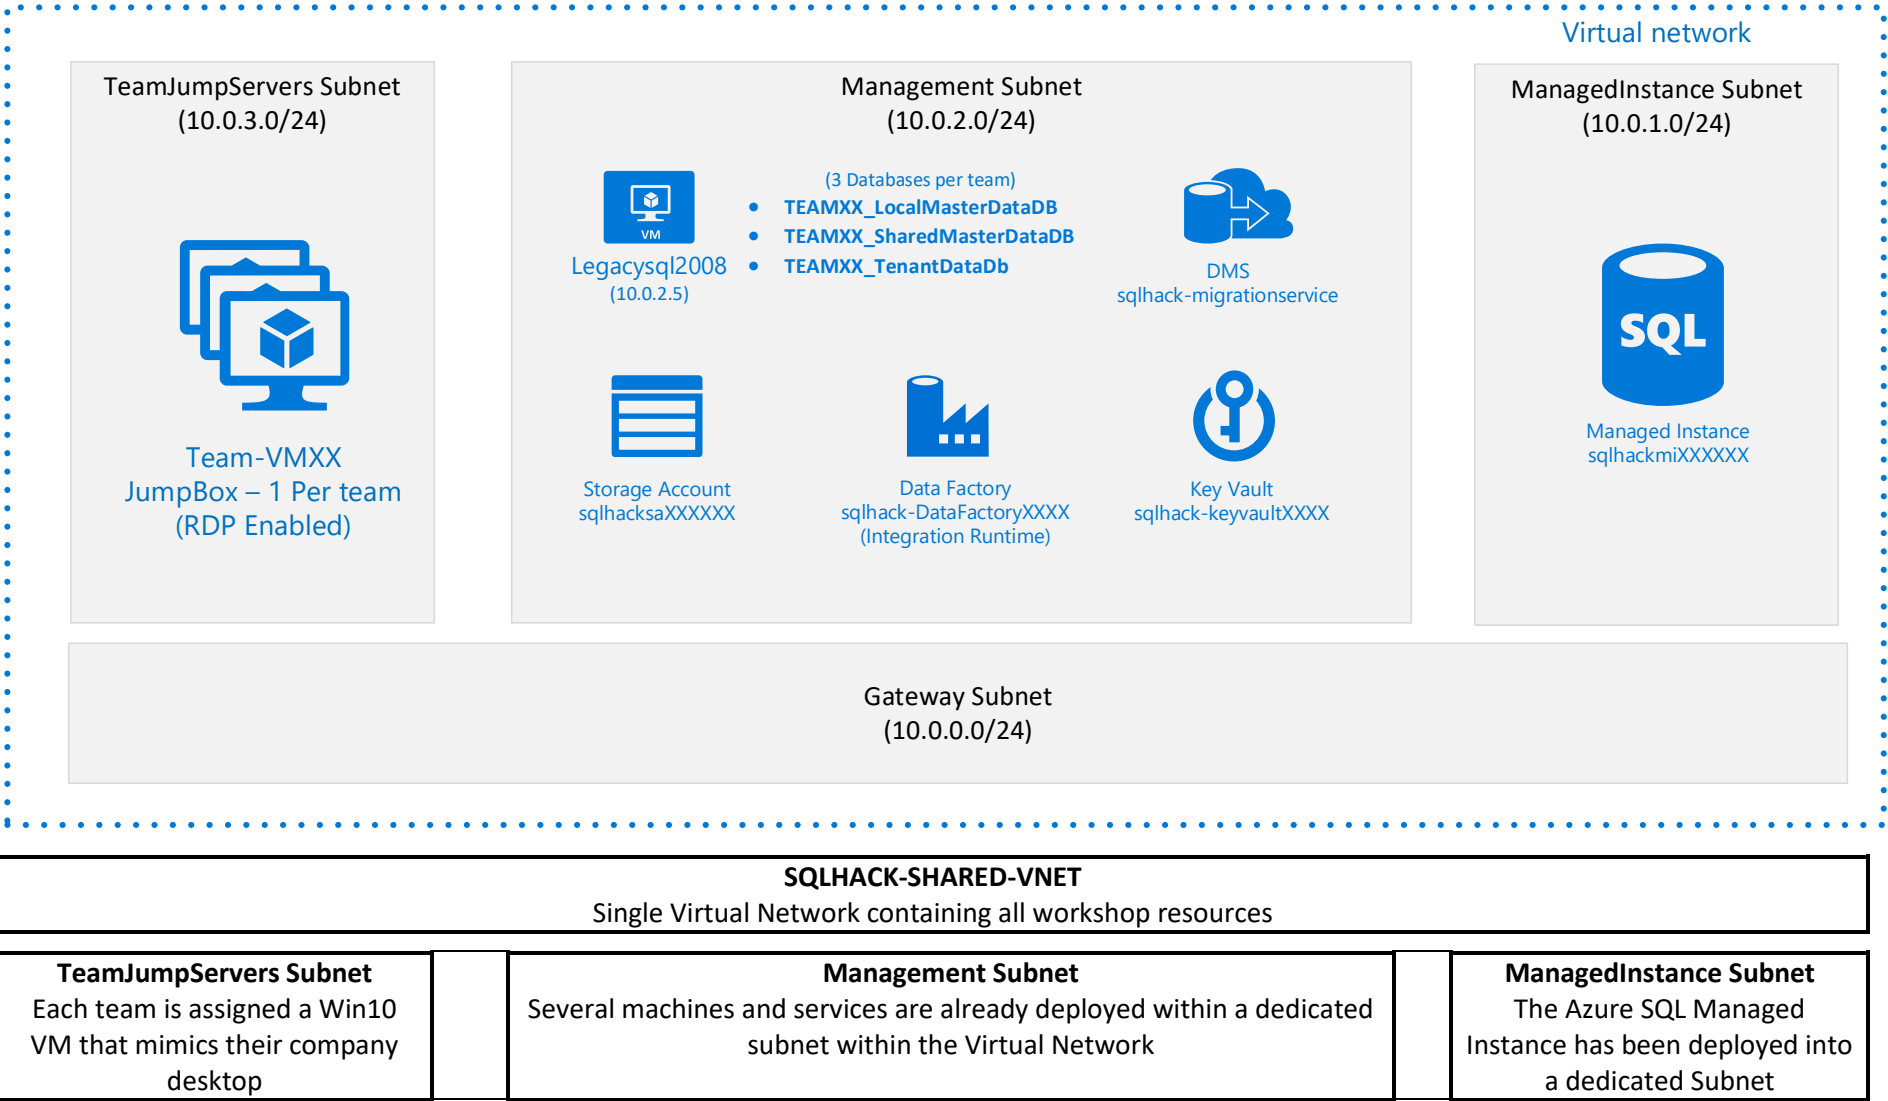 Virtual network
TeamJumpServers Subnet
(10.0.3.0/24)
Team-VMXX
JumpBox – 1 Per team
(RDP Enabled)
Management Subnet
(10.0.2.0/24)
VM
Legacysql2008
(10.0.2.5)
(3 Databases per team)
• TEAMXX_LocalMasterDataDB
• TEAMXX_SharedMasterDataDB
• TEAMXX_TenantDataDb
DMS
sqlhack-migrationservice
Storage Account
sqlhacksaXXXXXX
Data Factory
sqlhack-DataFactoryXXXX
(Integration Runtime)
Key Vault
sqlhack-keyvaultXXXX
ManagedInstance Subnet
(10.0.1.0/24)
SQL
Managed Instance
sqlhackmiXXXXXX
Gateway Subnet
(10.0.0.0/24)
SQLHACK-SHARED-VNET
Single Virtual Network containing all workshop resources
TeamJumpServers Subnet
Each team is assigned a Win10
VM that mimics their company
desktop
Management Subnet
Several machines and services are already deployed within a dedicated
subnet within the Virtual Network
ManagedInstance Subnet
The Azure SQL Managed
Instance has been deployed into
a dedicated Subnet